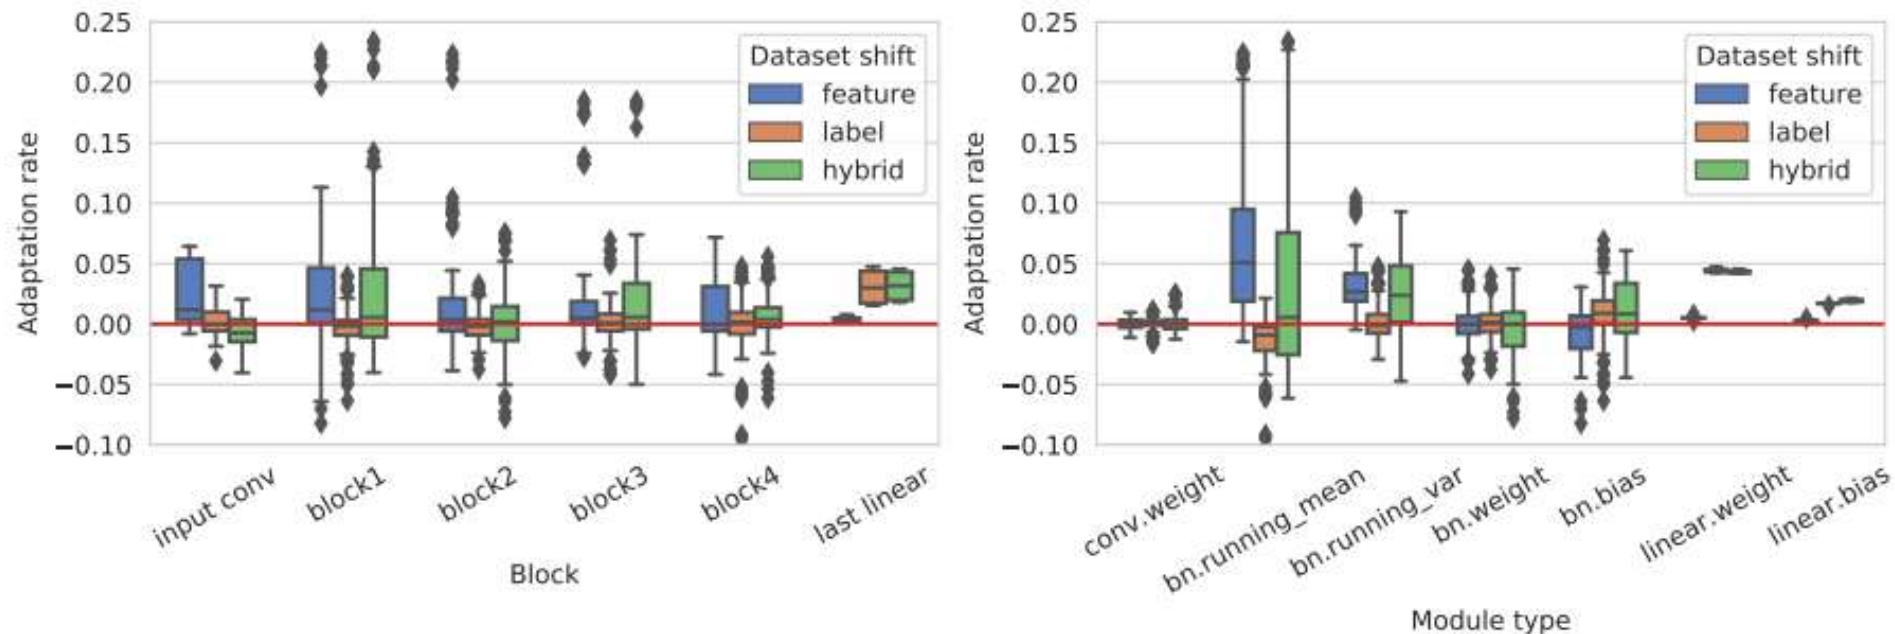 0.25
0.20
0.15
0.10
0.05
0.00
−0.05
−0.10
Adaptation rate
Dataset shift
feature
label
hybrid
input conv
block1
block2
block3
block4
last linear
Block
0.25
0.20
0.15
0.10
0.05
0.00
−0.05
−0.10
Adaptation rate
Dataset shift
feature
label
hybrid
conv.weight
bn.running_mean
bn.running_var
bn.weight
bn.bias
linear.weight
linear.bias
Module type